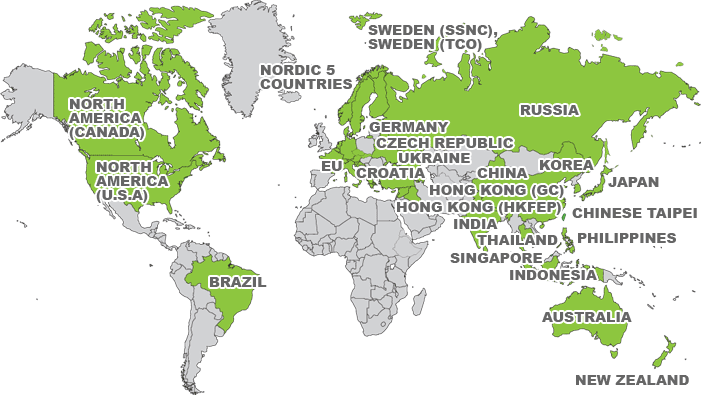 SWEDEN (SSNC),
SWEDEN (TCO)
NORDIC 5
COUNTRIES
NORTH
AMERICA
(CANADA)
RUSSIA
GERMANY
CZECH REPUBLIC
UKRAINE
EU
CROATIA
CHINA
KOREA
NORTH
AMERICA
(U.S.A)
JAPAN
HONG KONG (GC)
HONG KONG (HKFEP)
CHINESE TAIPEI
INDIA
THAILAND
PHILIPPINES
SINGAPORE
INDONESIA
BRAZIL
AUSTRALIA
NEW ZEALAND